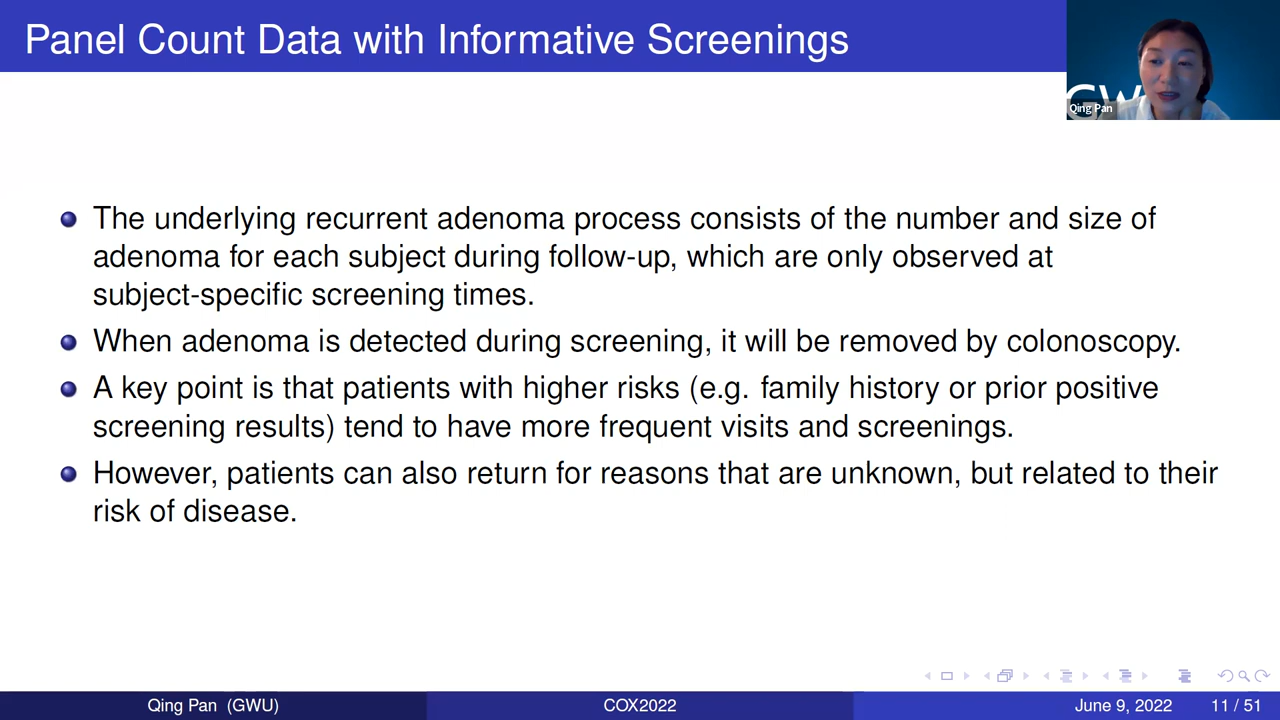 Panel Count Data with Informative Screenings
GW
Qing Pan
The underlying recurrent adenoma process consists of the number and size of
adenoma for each subject during follow-up, which are only observed at
subject-specific screening times.
When adenoma is detected during screening, it will be removed by colonoscopy.
A key point is that patients with higher risks (e.g. family history or prior positive
screening results) tend to have more frequent visits and screenings.
However, patients can also return for reasons that are unknown, but related to their
risk of disease.
Qing Pan (GWU)
COX2022
June 9, 2022
11 / 51